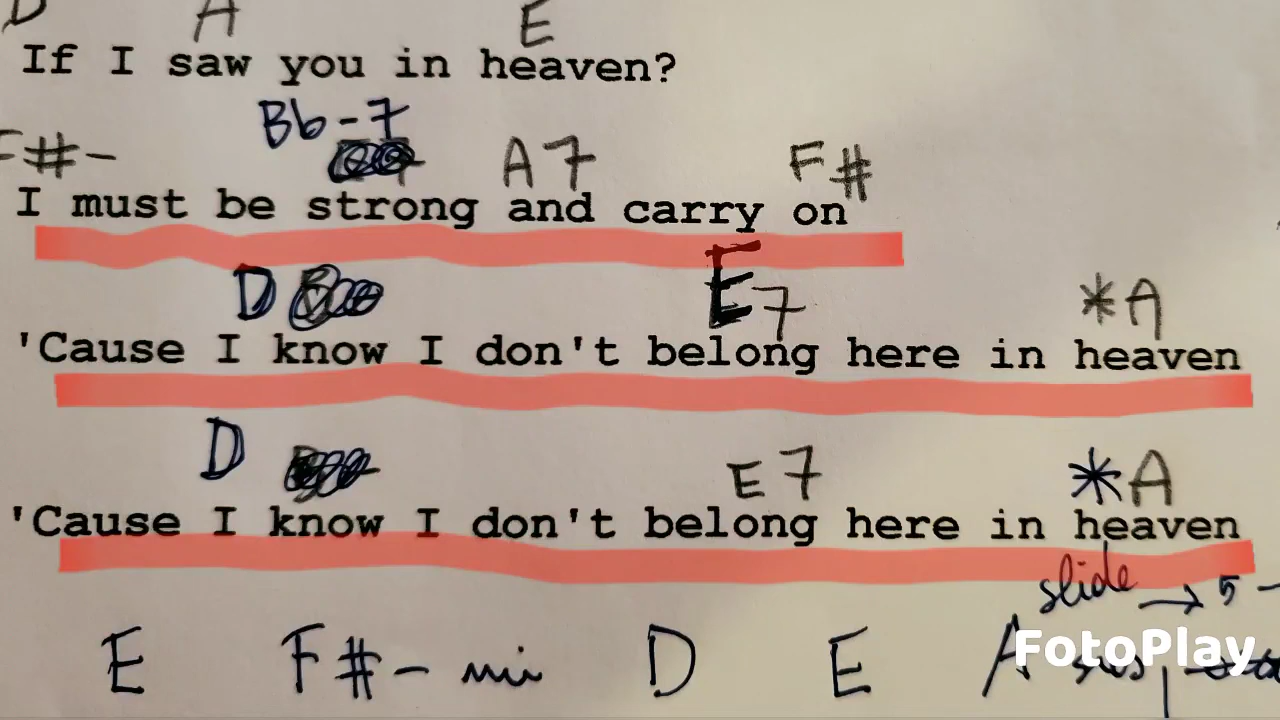 D A E
If I saw you in heaven?
Bb-7
F#- A7 F#
I must be strong and carry on
D E7 *A
'Cause I know I don't belong here in heaven
D E7 *A
'Cause I know I don't belong here in heaven
slide → 5 -
E F#- mi D E A sus
FotoPlay